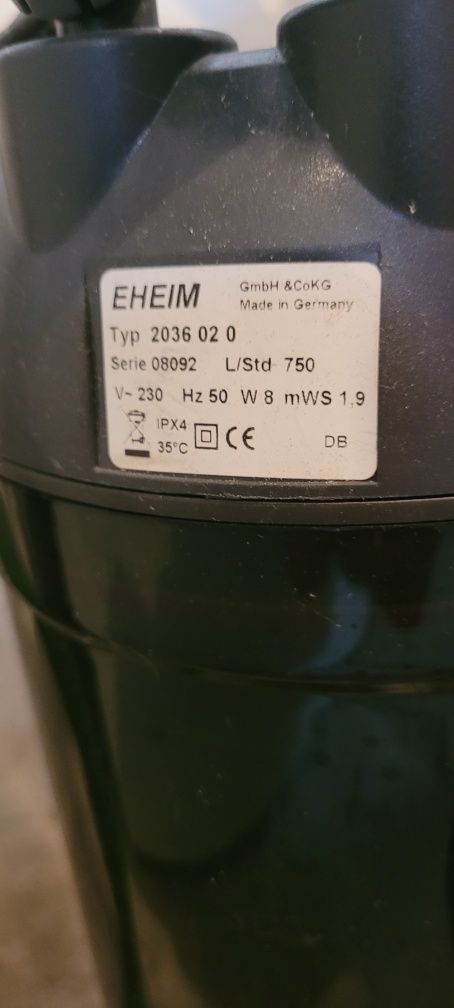 EHEIM GmbH &CoKG
Made in Germany
Typ 2036 02 0
Serie 08092 L/Std 750
V~ 230 Hz 50 W 8 mWS 1,9
IPX4
35°C CE DB